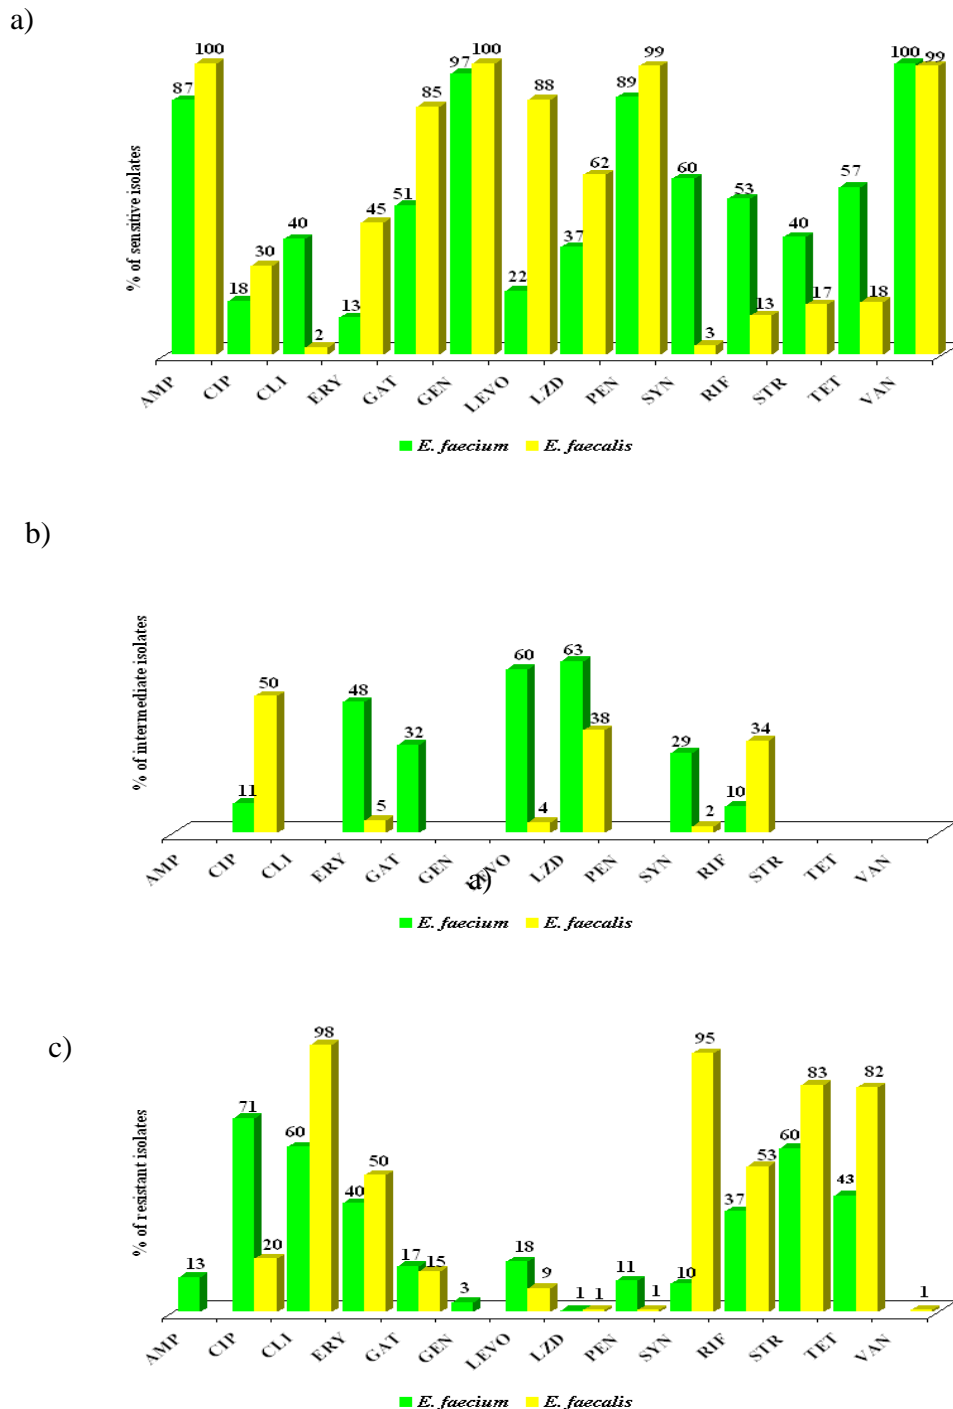 a)
% of sensitive isolates
87 100 18 30 40 2 13 45 51 85 97 100 22 88 37 62 89 99 60 3 53 13 40 17 57 18 100 99
AMP CIP CLI ERY GAT GEN LEVO LZD PEN SYN RIF STR TET VAN
E. faecium E. faecalis
b)
% of intermediate isolates
11 50 48 5 32 60 4 63 38 29 2 10 34
AMP CIP CLI ERY GAT GEN LEVO LZD PEN SYN RIF STR TET VAN
a)
E. faecium E. faecalis
c)
% of resistant isolates
13 71 20 60 98 40 50 17 15 3 18 9 1 1 11 1 10 95 37 53 60 83 43 82 1
AMP CIP CLI ERY GAT GEN LEVO LZD PEN SYN RIF STR TET VAN
E. faecium E. faecalis